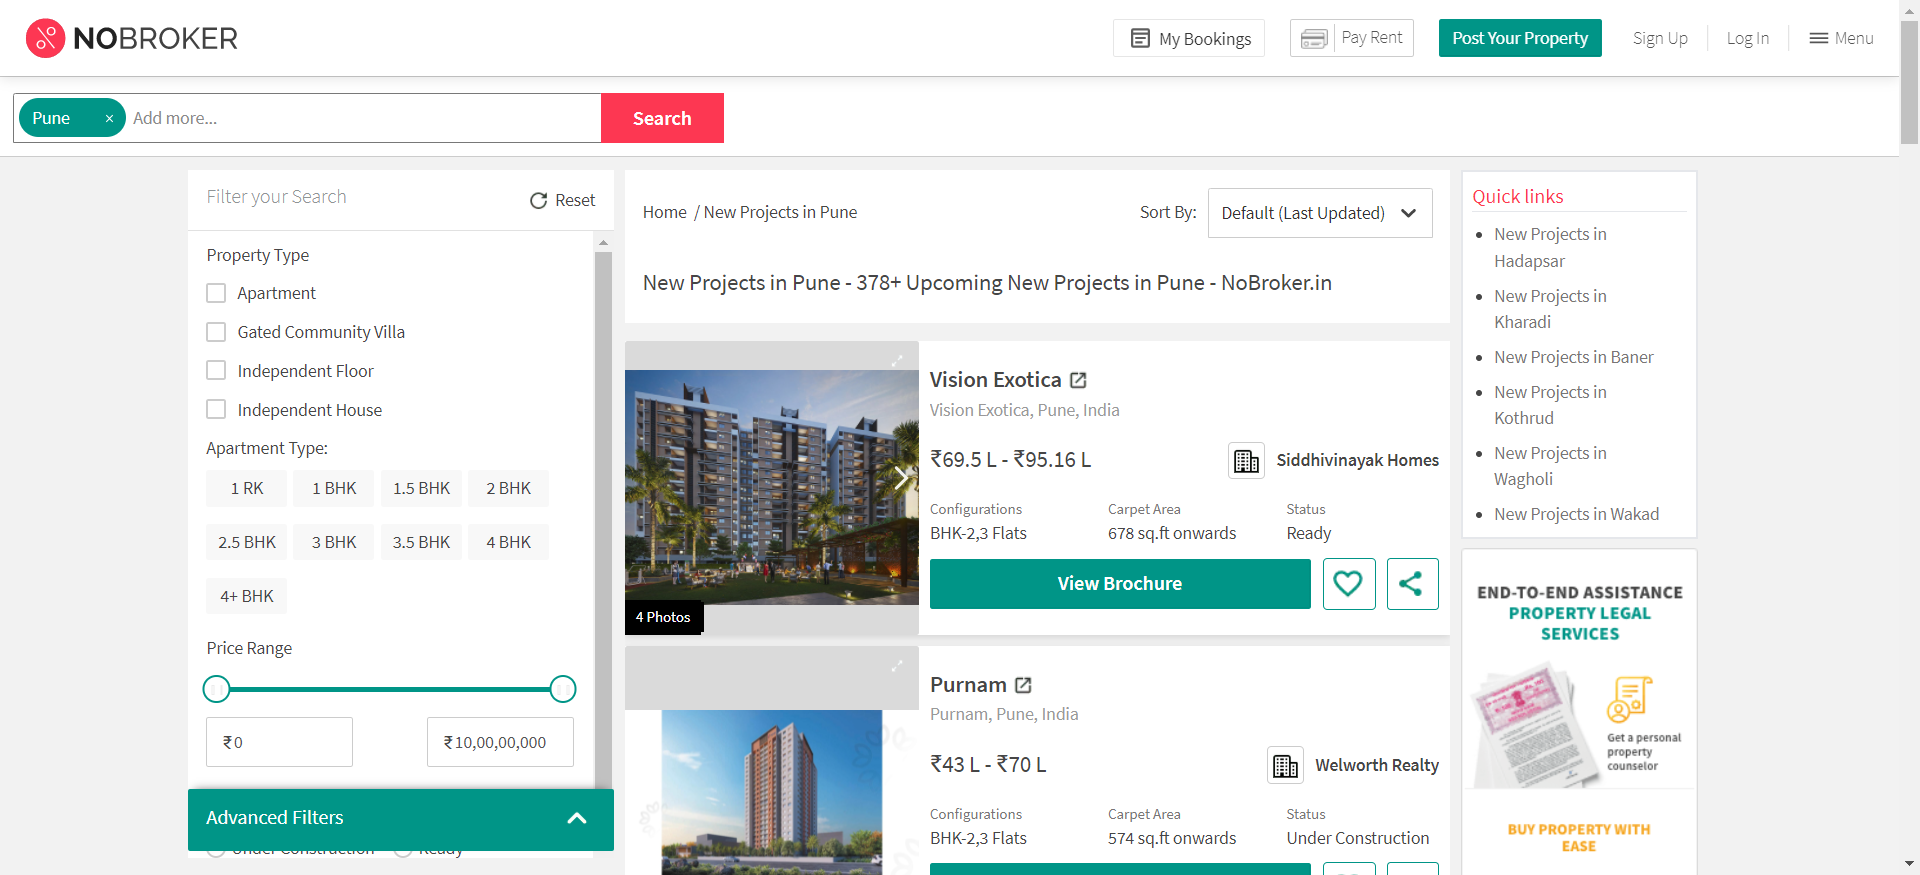 NOBROKER
My Bookings
Pay Rent
Post Your Property
Sign Up
Log In
Menu
Pune ×
Add more...
Search
Filter your Search
Reset
Property Type
Apartment
Gated Community Villa
Independent Floor
Independent House
Apartment Type:
1 RK
1 BHK
1.5 BHK
2 BHK
2.5 BHK
3 BHK
3.5 BHK
4 BHK
4+ BHK
Price Range
₹0
₹10,00,00,000
Advanced Filters
Under Construction
Ready
Home / New Projects in Pune
Sort By:
Default (Last Updated)
New Projects in Pune - 378+ Upcoming New Projects in Pune - NoBroker.in
4 Photos
Vision Exotica
Vision Exotica, Pune, India
₹69.5 L - ₹95.16 L
Siddhivinayak Homes
Configurations
BHK-2,3 Flats
Carpet Area
678 sq.ft onwards
Status
Ready
View Brochure
Purnam
Purnam, Pune, India
₹43 L - ₹70 L
Welworth Realty
Configurations
BHK-2,3 Flats
Carpet Area
574 sq.ft onwards
Status
Under Construction
Quick links
New Projects in
Hadapsar
New Projects in
Kharadi
New Projects in Baner
New Projects in
Kothrud
New Projects in
Wagholi
New Projects in Wakad
END-TO-END ASSISTANCE
PROPERTY LEGAL
SERVICES
Get a personal
property
counselor
BUY PROPERTY WITH
EASE